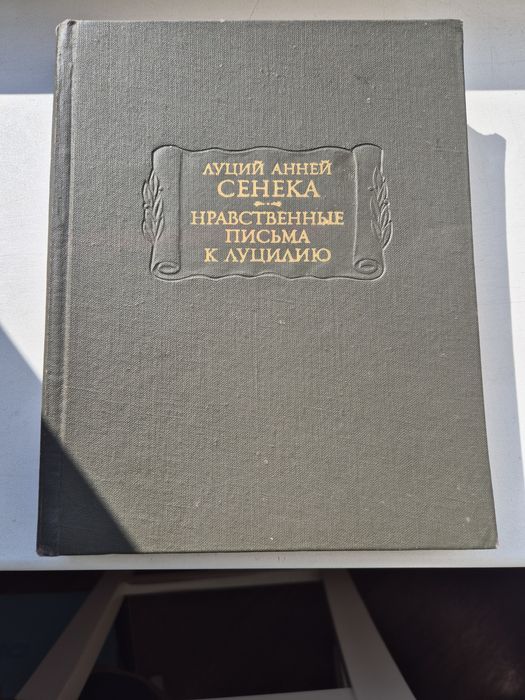 ЛУЦИЙ АННЕЙ
СЕНЕКА
НРАВСТВЕННЫЕ
ПИСЬМА
К ЛУЦИЛИЮ